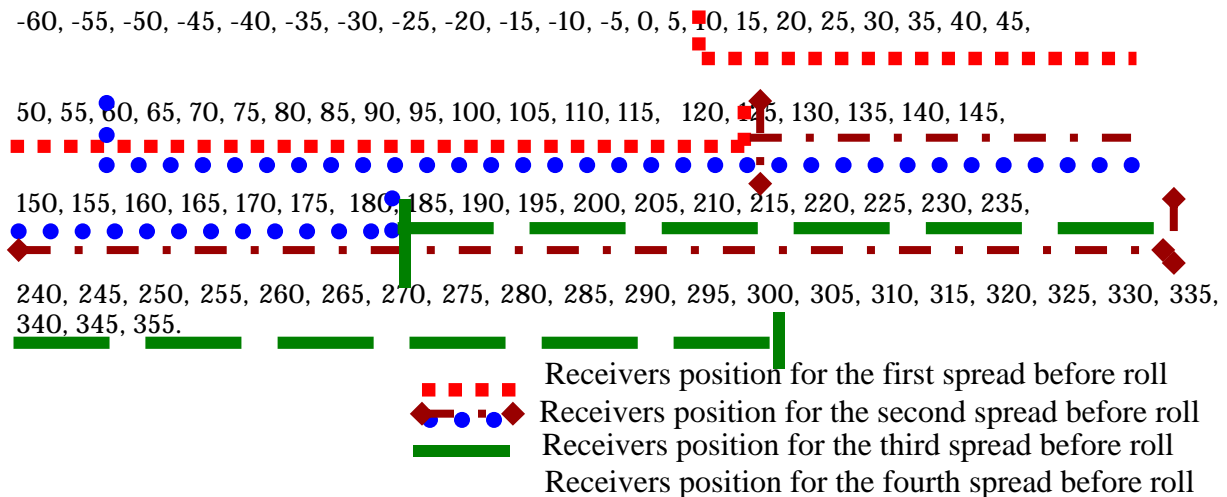 -60, -55, -50, -45, -40, -35, -30, -25, -20, -15, -10, -5, 0, 5, 10, 15, 20, 25, 30, 35, 40, 45,
50, 55, 60, 65, 70, 75, 80, 85, 90, 95, 100, 105, 110, 115, 120, 125, 130, 135, 140, 145,
150, 155, 160, 165, 170, 175, 180, 185, 190, 195, 200, 205, 210, 215, 220, 225, 230, 235,
240, 245, 250, 255, 260, 265, 270, 275, 280, 285, 290, 295, 300, 305, 310, 315, 320, 325, 330, 335,
340, 345, 355.
Receivers position for the first spread before roll
Receivers position for the second spread before roll
Receivers position for the third spread before roll
Receivers position for the fourth spread before roll